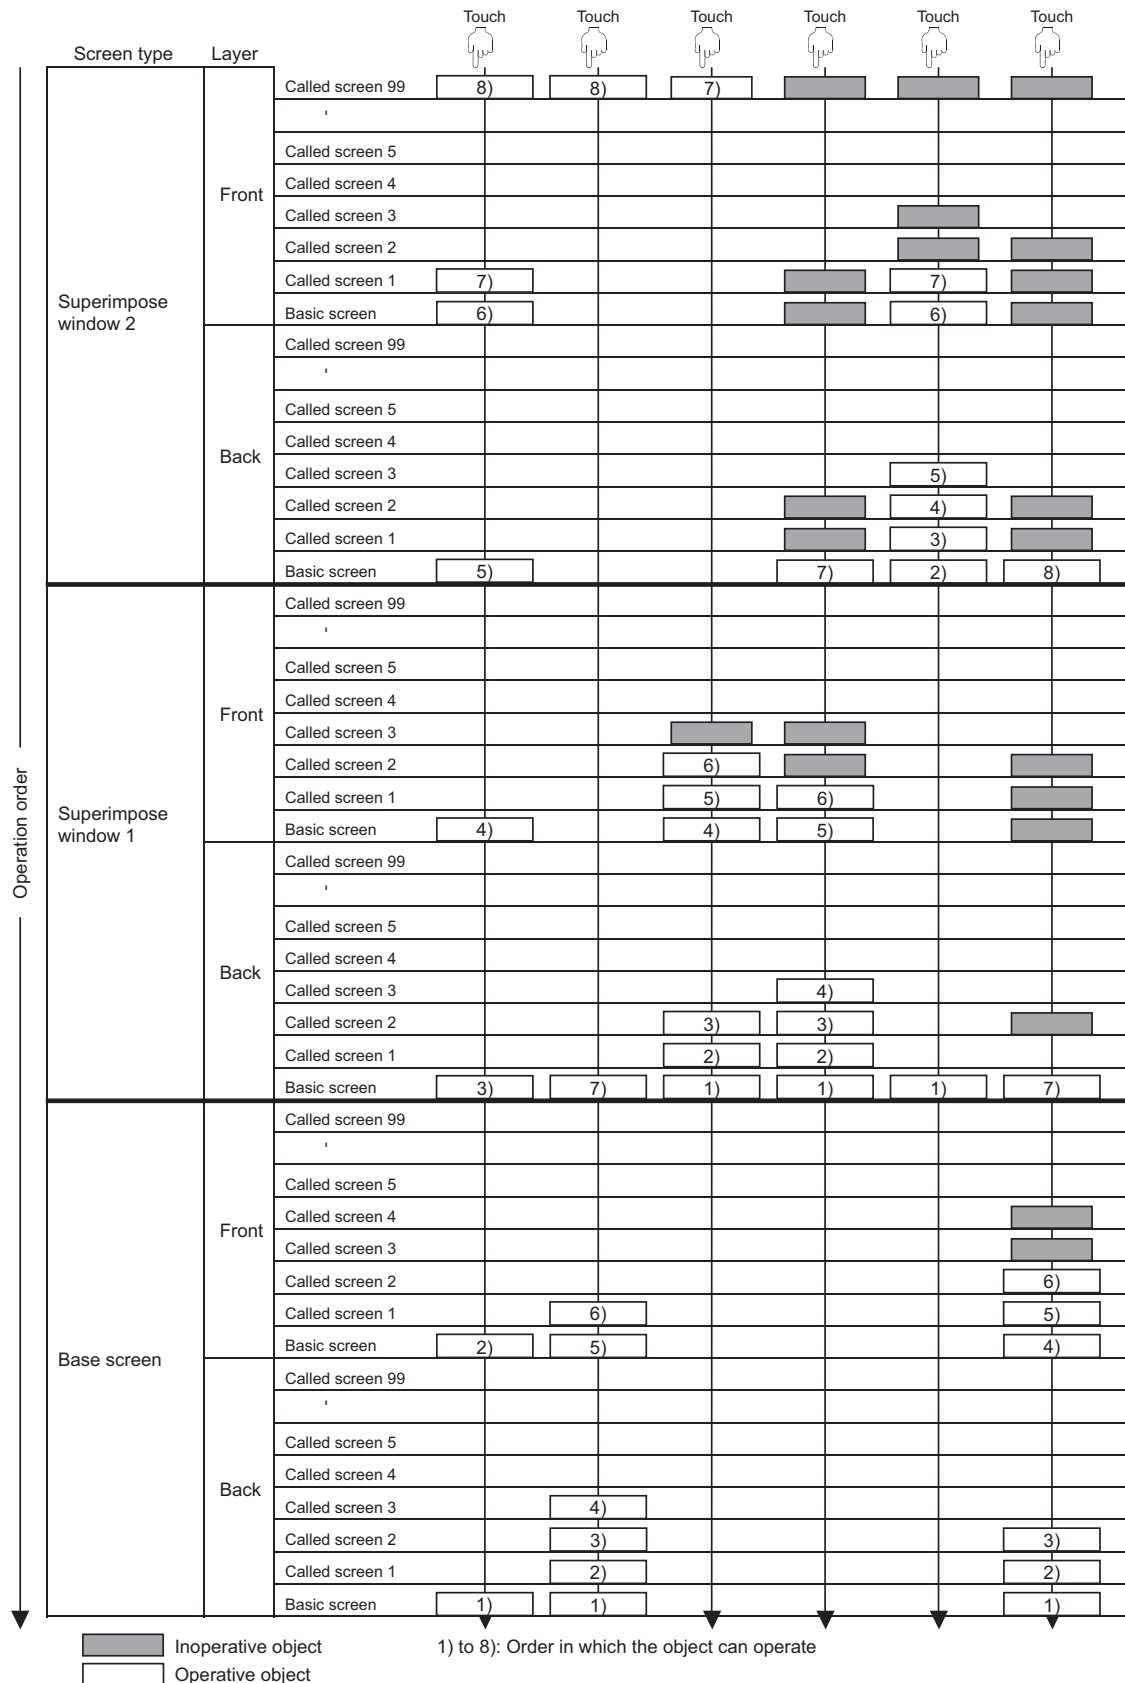 Touch Touch Touch Touch Touch Touch
Screen type Layer
Called screen 99 8) 8) 7)
'
Called screen 5
Called screen 4
Front
Called screen 3
Called screen 2
Called screen 1 7) 7)
Superimpose
window 2
Basic screen 6) 6)
Called screen 99
'
Called screen 5
Called screen 4
Back
Called screen 3 5)
Called screen 2 4)
Called screen 1 3)
Basic screen 5) 7) 2) 8)
Called screen 99
'
Called screen 5
Called screen 4
Front
Called screen 3
Called screen 2 6)
Called screen 1 5) 6)
Superimpose
window 1
Basic screen 4) 4) 5)
Operation order
Called screen 99
'
Called screen 5
Called screen 4
Back
Called screen 3 4)
Called screen 2 3) 3)
Called screen 1 2) 2)
Basic screen 3) 7) 1) 1) 1) 7)
Called screen 99
'
Called screen 5
Called screen 4
Front
Called screen 3
Called screen 2 6)
Called screen 1 6) 5)
Basic screen 2) 5) 4)
Base screen
Called screen 99
'
Called screen 5
Called screen 4
Back
Called screen 3 4)
Called screen 2 3) 3)
Called screen 1 2) 2)
Basic screen 1) 1) 1)
Inoperative object 1) to 8): Order in which the object can operate
Operative object